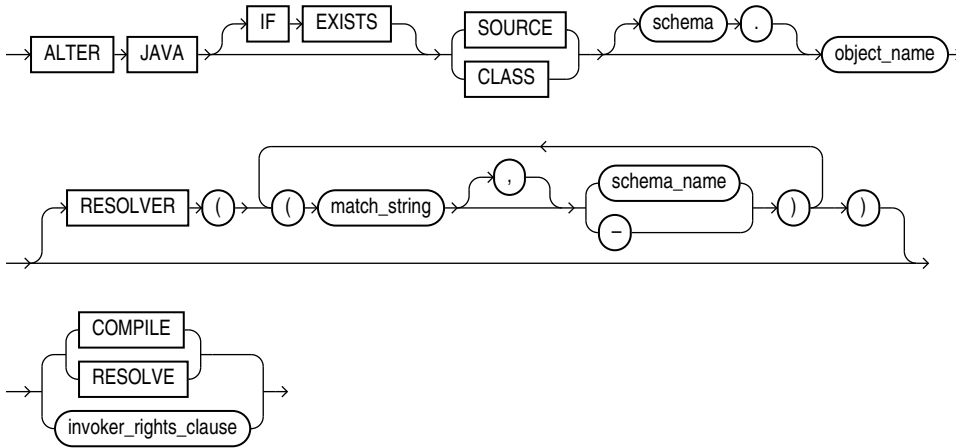 IF EXISTS SOURCE schema .
ALTER JAVA CLASS object_name
, schema_name
RESOLVER ( ( match_string – ) )
COMPILE
RESOLVE
invoker_rights_clause